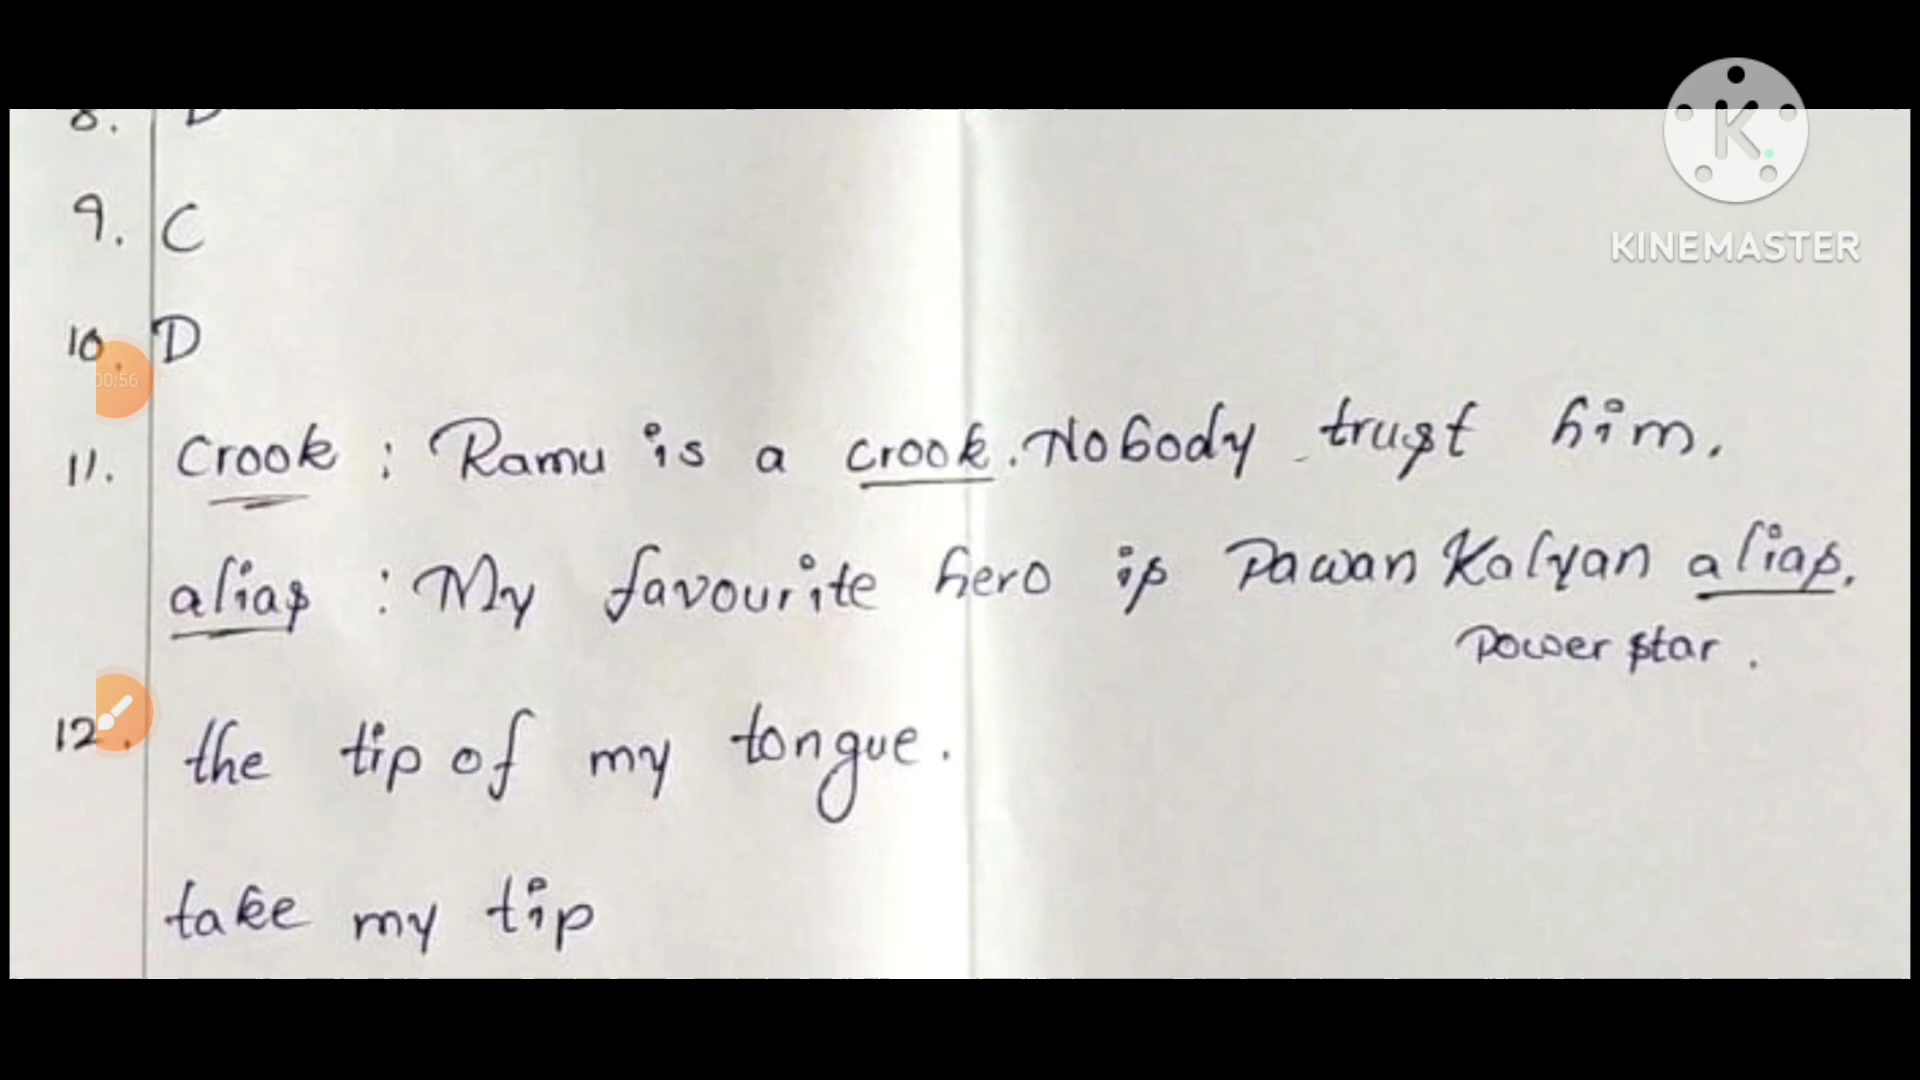 8. D
9. C
KINEMASTER
10. D
00:56
11. Crook : Ramu is a crook. Nobody trust him.
alias : My favourite hero is Pawan Kalyan alias.
Power star.
12. the tip of my tongue.
take my tip